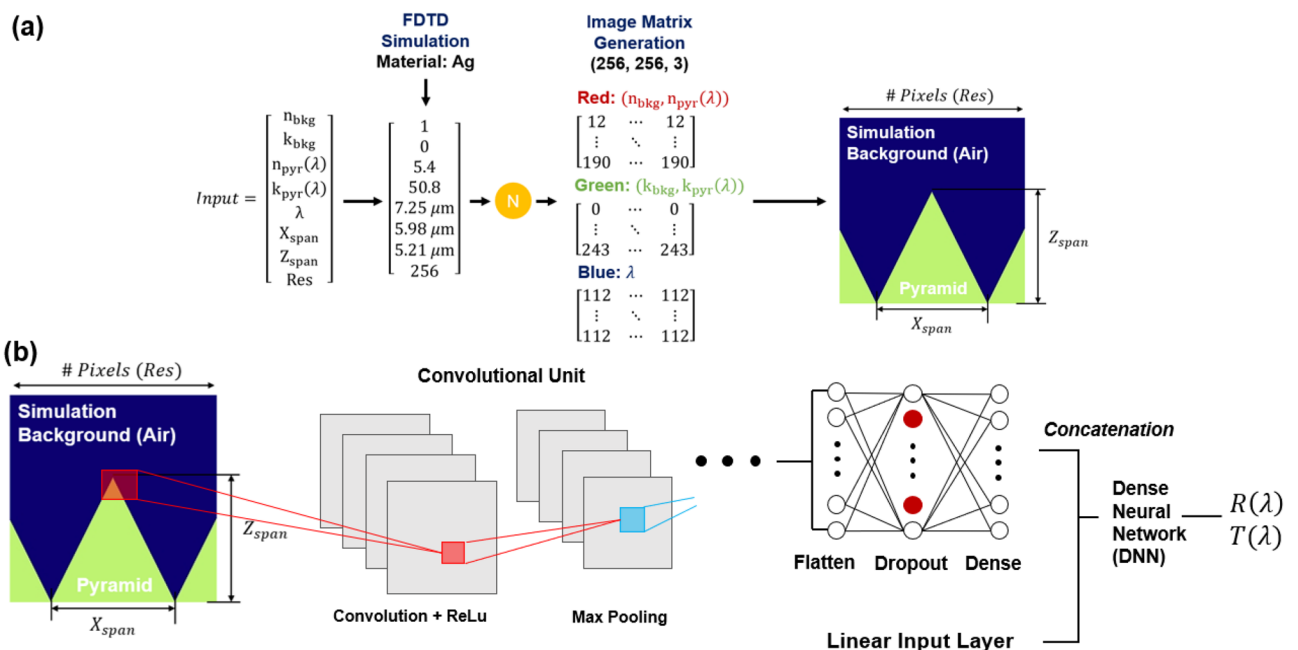 (a)
FDTD
Simulation
Material: Ag
Image Matrix
Generation
(256, 256, 3)
Input =
n_bkg
k_bkg
n_pyr(λ)
k_pyr(λ)
λ
X_span
Z_span
Res
1
0
5.4
50.8
7.25 μm
5.98 μm
5.21 μm
256
N
Red: (n_bkg, n_pyr(λ))
12 ⋯ 12
⋮ ⋱ ⋮
190 ⋯ 190
Green: (k_bkg, k_pyr(λ))
0 ⋯ 0
⋮ ⋱ ⋮
243 ⋯ 243
Blue: λ
112 ⋯ 112
⋮ ⋱ ⋮
112 ⋯ 112
# Pixels (Res)
Simulation
Background (Air)
Z_span
Pyramid
X_span
(b)
# Pixels (Res)
Simulation
Background (Air)
Z_span
Pyramid
X_span
Convolutional Unit
Convolution + ReLu
Max Pooling
Flatten
Dropout
Dense
Concatenation
Dense
Neural
Network
(DNN)
R(λ)
T(λ)
Linear Input Layer